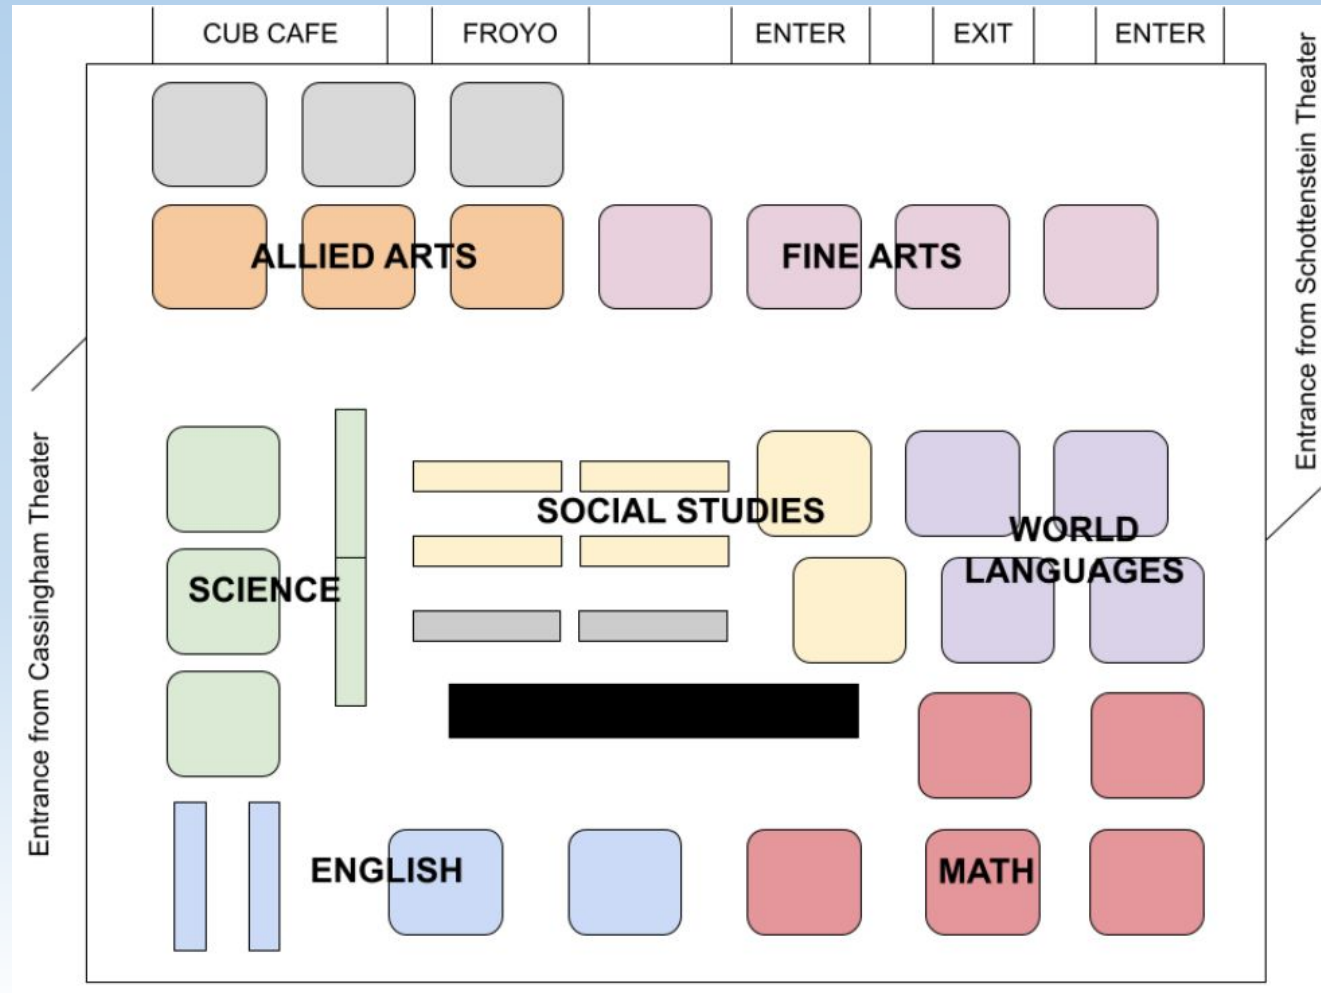 CUB CAFE
FROYO
ENTER
EXIT
ENTER
Entrance from Schottenstein Theater
ALLIED ARTS
FINE ARTS
Entrance from Cassingham Theater
SOCIAL STUDIES
WORLD
LANGUAGES
SCIENCE
ENGLISH
MATH